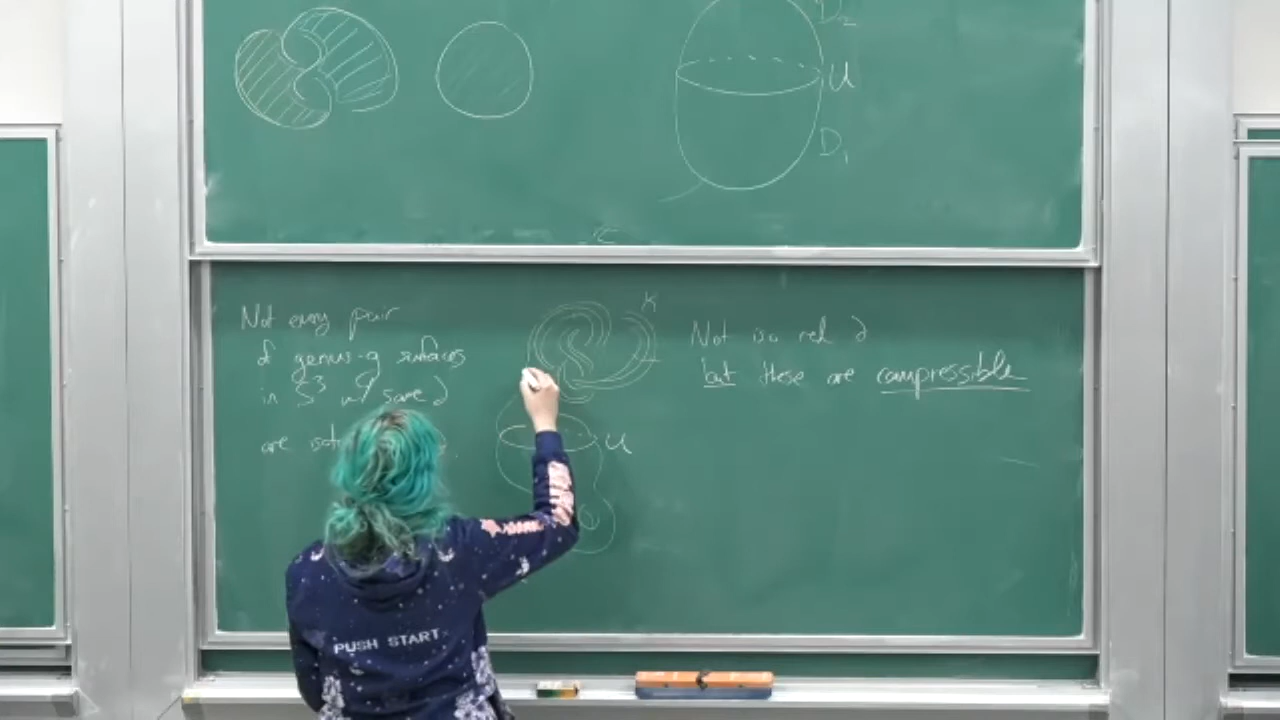 D₂
U
D₁
Not every pair
of genus-g surfaces
in S³ w/ same ∂
are isot
K
U
Not iso rel ∂
but these are compressible
PUSH START